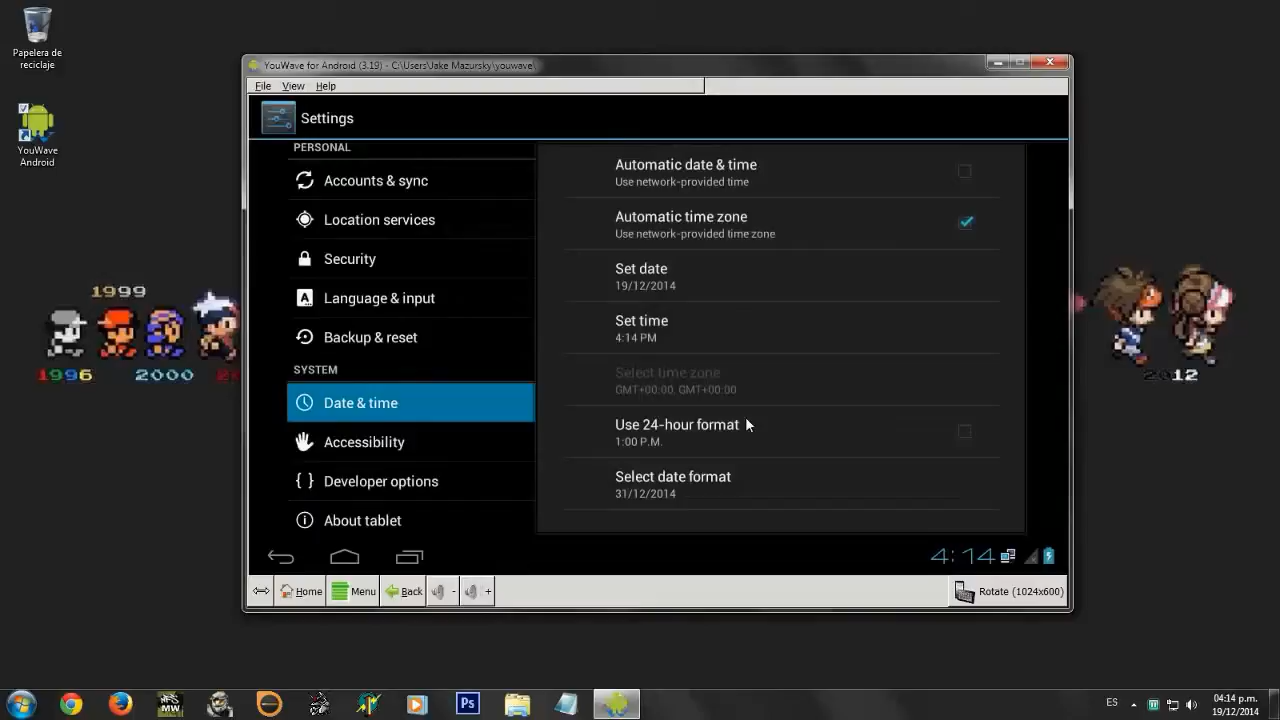 Papelera de
reciclaje
YouWave
Android
YouWave for Android (3.19) - C:\Users\Jake Mazursky\youwave\
File View Help
Settings
PERSONAL
Accounts & sync
Location services
Security
Language & input
Backup & reset
SYSTEM
Date & time
Accessibility
Developer options
About tablet
Automatic date & time
Use network-provided time
Automatic time zone
Use network-provided time zone
Set date
19/12/2014
Set time
4:14 PM
Select time zone
GMT+00:00, GMT+00:00
Use 24-hour format
1:00 P.M.
Select date format
31/12/2014
4:14
Home Menu Back - + Rotate (1024x600)
1999
1996 2000
2012
NFS
MW
Ps
ES
04:14 p.m.
19/12/2014